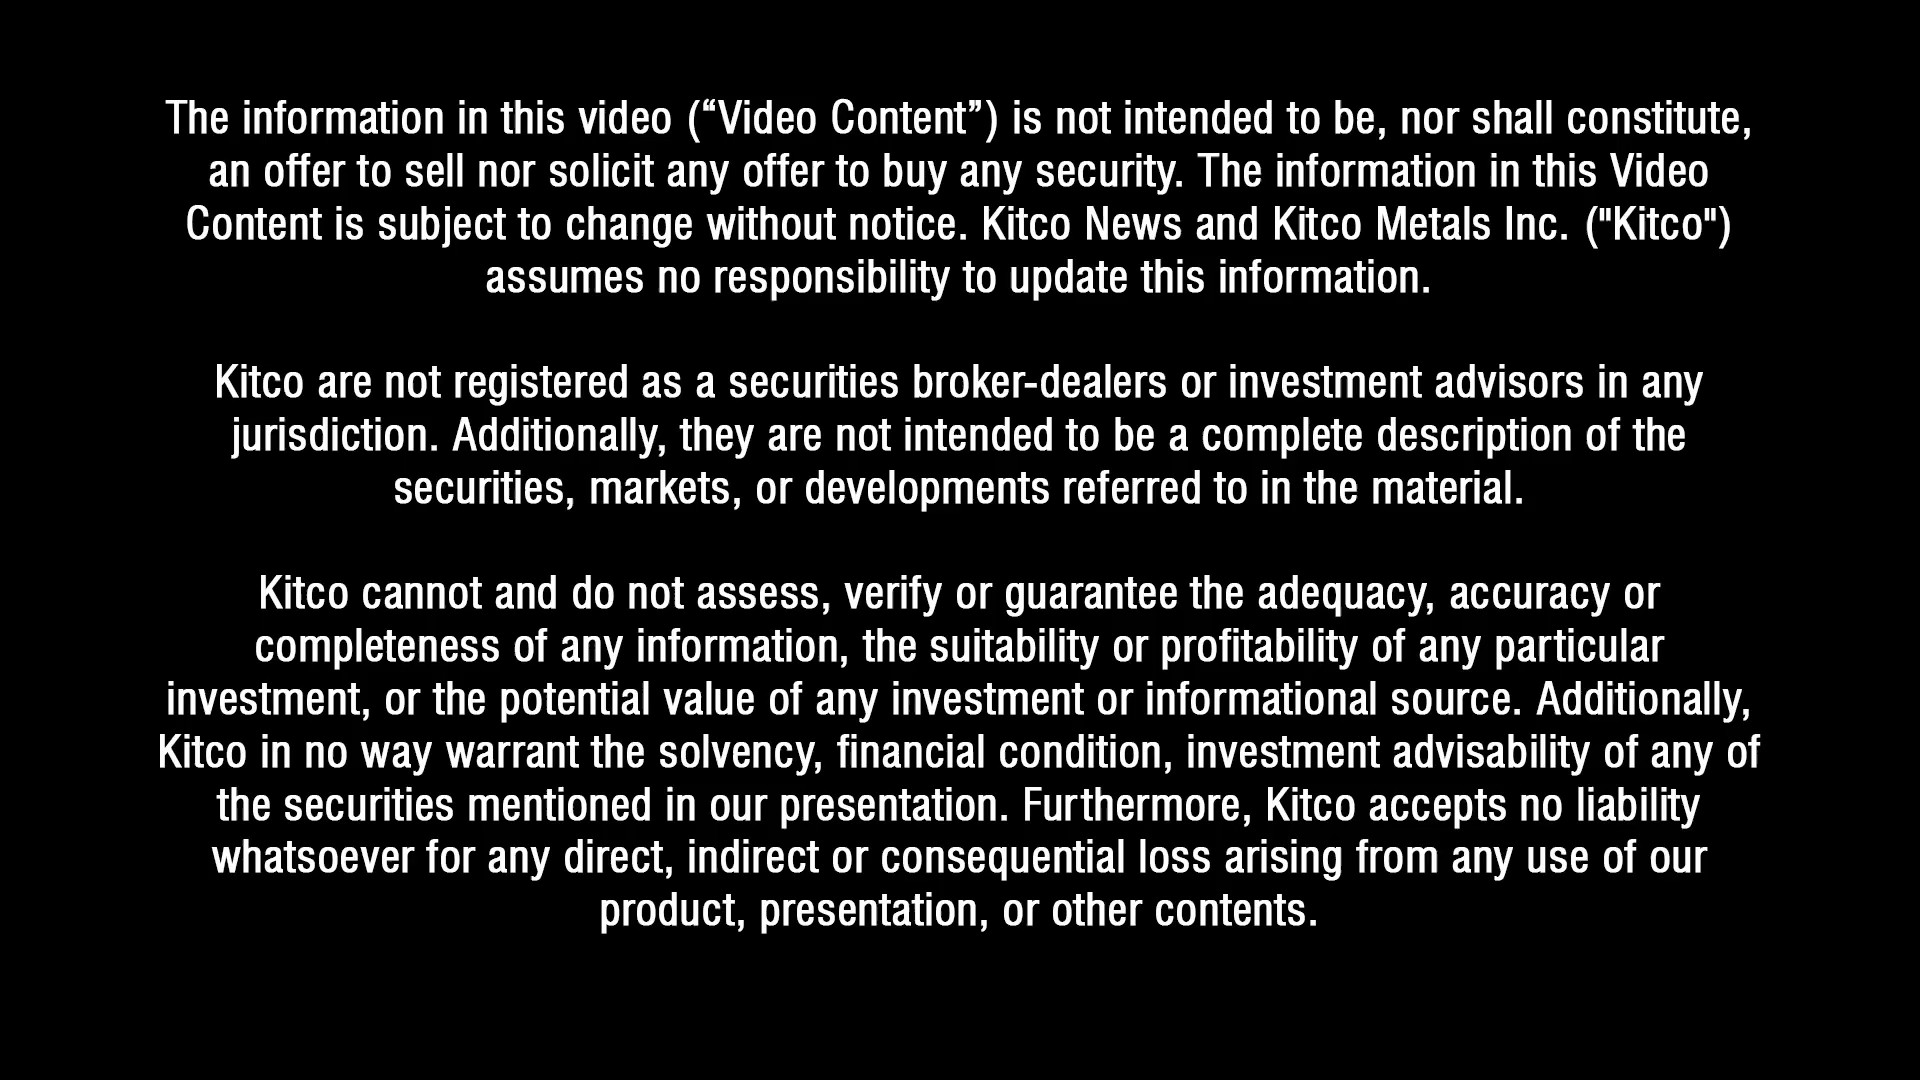 The information in this video (“Video Content”) is not intended to be, nor shall constitute,
an offer to sell nor solicit any offer to buy any security. The information in this Video
Content is subject to change without notice. Kitco News and Kitco Metals Inc. ("Kitco")
assumes no responsibility to update this information.
Kitco are not registered as a securities broker-dealers or investment advisors in any
jurisdiction. Additionally, they are not intended to be a complete description of the
securities, markets, or developments referred to in the material.
Kitco cannot and do not assess, verify or guarantee the adequacy, accuracy or
completeness of any information, the suitability or profitability of any particular
investment, or the potential value of any investment or informational source. Additionally,
Kitco in no way warrant the solvency, financial condition, investment advisability of any of
the securities mentioned in our presentation. Furthermore, Kitco accepts no liability
whatsoever for any direct, indirect or consequential loss arising from any use of our
product, presentation, or other contents.